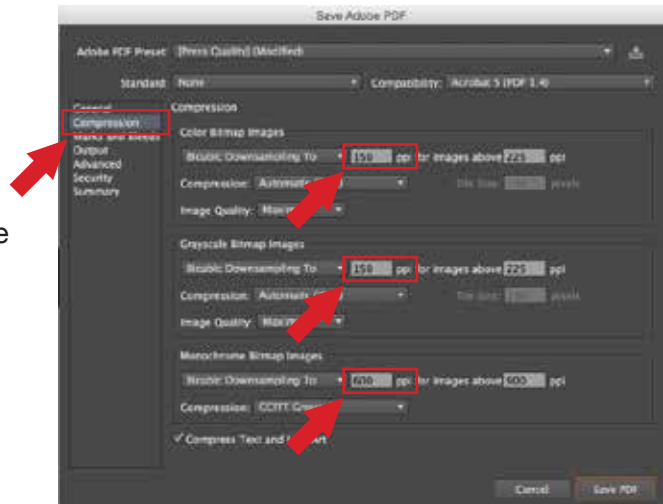 Save Adobe PDF
Adobe PDF Preset: [Press Quality] (Modified)
Standard: None Compatibility: Acrobat 5 (PDF 1.4)
General
Compression
Marks and Bleeds
Output
Advanced
Security
Summary
Compression
Color Bitmap Images
Bicubic Downsampling To 150 ppi for images above 225 ppi
Compression: Automatic Tile Size: pixels
Image Quality: Maximum
e
Grayscale Bitmap Images
Bicubic Downsampling To 150 ppi for images above 225 ppi
Compression: Automatic Tile Size: pixels
Image Quality:
Monochrome Bitmap Images
Bicubic Downsampling To 600 ppi for images above 900 ppi
Compression: CCITT
Compress Text and
Cancel Save PDF